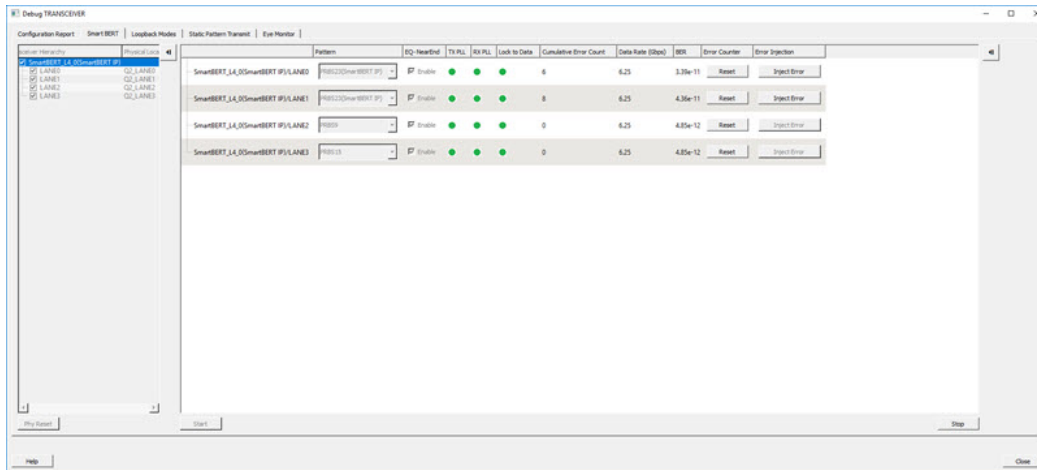 Debug TRANSCEIVER
Configuration Report Smart BERT Loopback Modes Static Pattern Transmit Eye Monitor
Hierarchy Physical Loca
SmartBERT_L4_0(SmartBERT IP)
LANE0 Q2_LANE0
LANE1 Q2_LANE1
LANE2 Q2_LANE2
LANE3 Q2_LANE3
Pattern EQ-NearEnd TX PLL RX PLL Lock to Data Cumulative Error Count Data Rate (Gbps) BER Error Counter Error Injection
SmartBERT_L4_0(SmartBERT IP)/LANE0 PRBS23(SmartBERT IP) Enable 6 6.25 3.39e-11 Reset Inject Error
SmartBERT_L4_0(SmartBERT IP)/LANE1 PRBS23(SmartBERT IP) Enable 8 6.25 4.36e-11 Reset Inject Error
SmartBERT_L4_0(SmartBERT IP)/LANE2 PRBS9 Enable 0 6.25 4.85e-12 Reset Inject Error
SmartBERT_L4_0(SmartBERT IP)/LANE3 PRBS15 Enable 0 6.25 4.85e-12 Reset Inject Error
Phy Reset Start Stop
Help Close